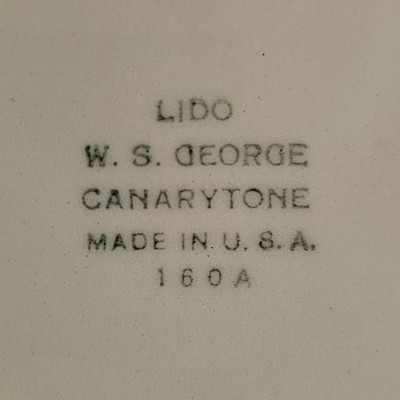 LIDO
W. S. GEORGE
CANARYTONE
MADE IN U. S. A.
160A